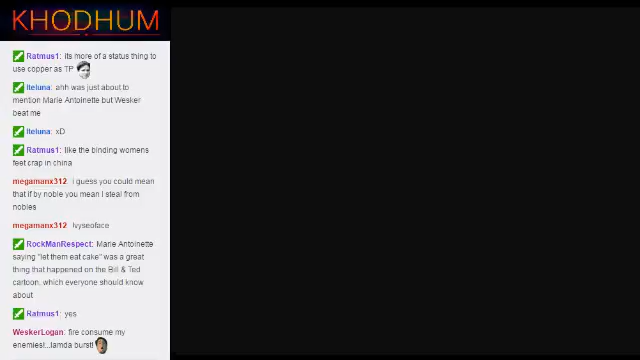 KHODHUM
Ratmus1: its more of a status thing to
use copper as TP
Iteluna: ahh was just about to
mention Marie Antoinette but Wesker
beat me
Iteluna: xD
Ratmus1: like the binding womens
feet crap in china
megamanx312 i guess you could mean
that if by noble you mean I steal from
nobles
megamanx312 Ivyseoface
RockManRespect: Marie Antoinette
saying "let them eat cake" was a great
thing that happened on the Bill & Ted
cartoon, which everyone should know
about
Ratmus1: yes
WeskerLogan: fire consume my
enemiest...lamda burst!